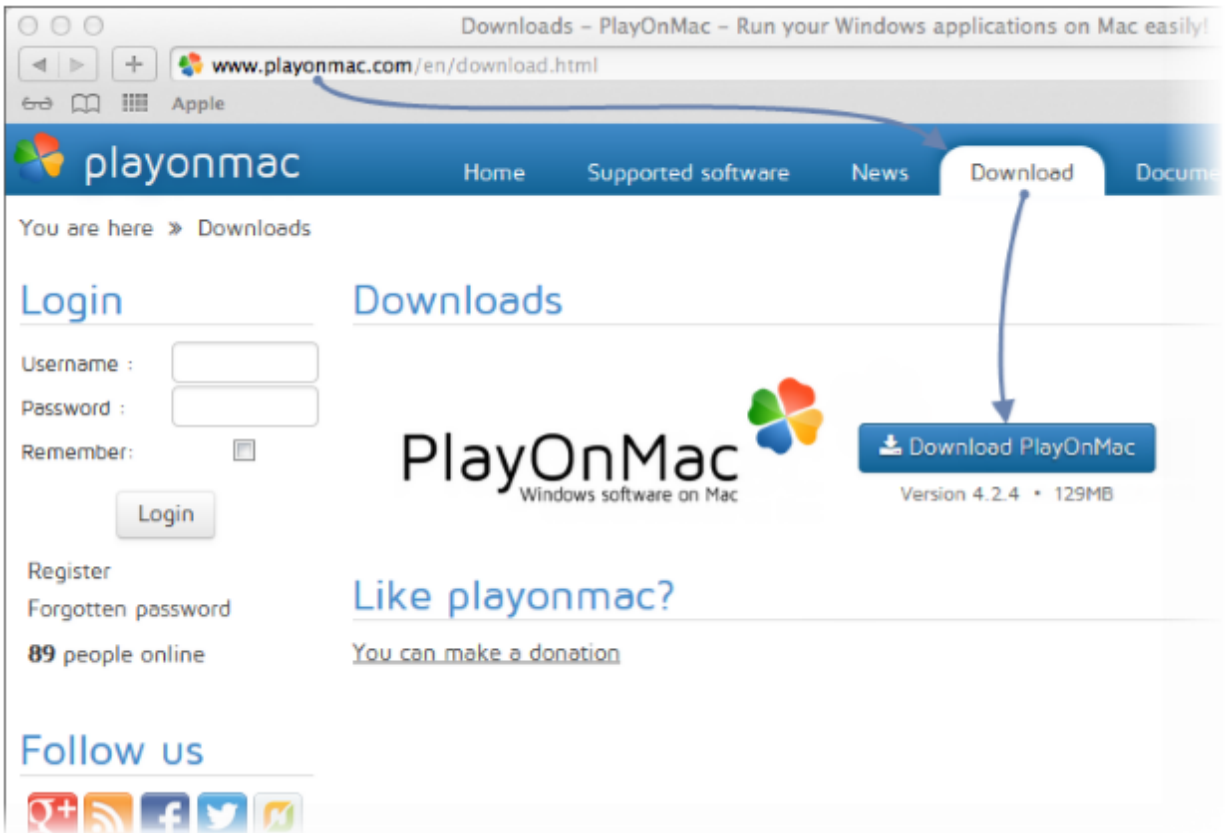 Downloads – PlayOnMac – Run your Windows applications on Mac easily!
www.playonmac.com/en/download.html
Apple
playonmac
Home Supported software News Download Docume
You are here » Downloads
Login
Username :
Password :
Remember:
Login
Register
Forgotten password
89 people online
Follow us
Downloads
PlayOnMac
Windows software on Mac
Download PlayOnMac
Version 4.2.4 • 129MB
Like playonmac?
You can make a donation